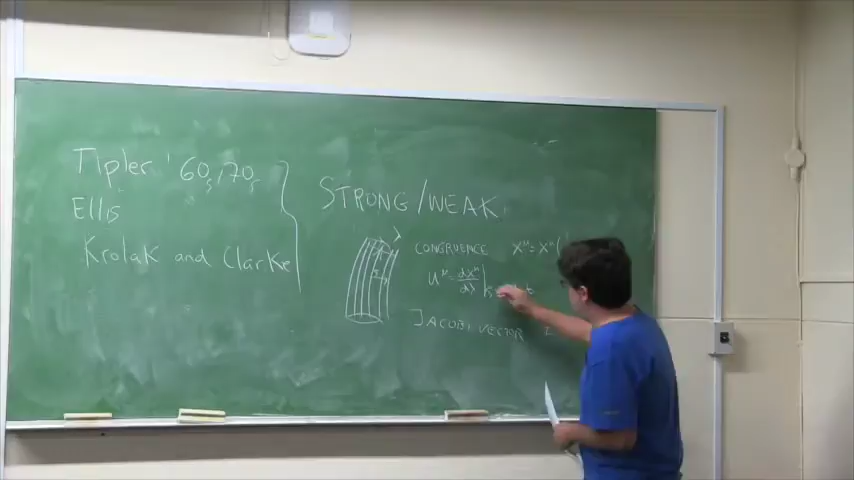 Tipler '60s, 70s
Ellis
Krolak and Clarke
STRONG/WEAK
λ
CONGRUENCE x^μ = x^μ(
u^μ = dx^μ/dλ|
JACOBI VECTOR